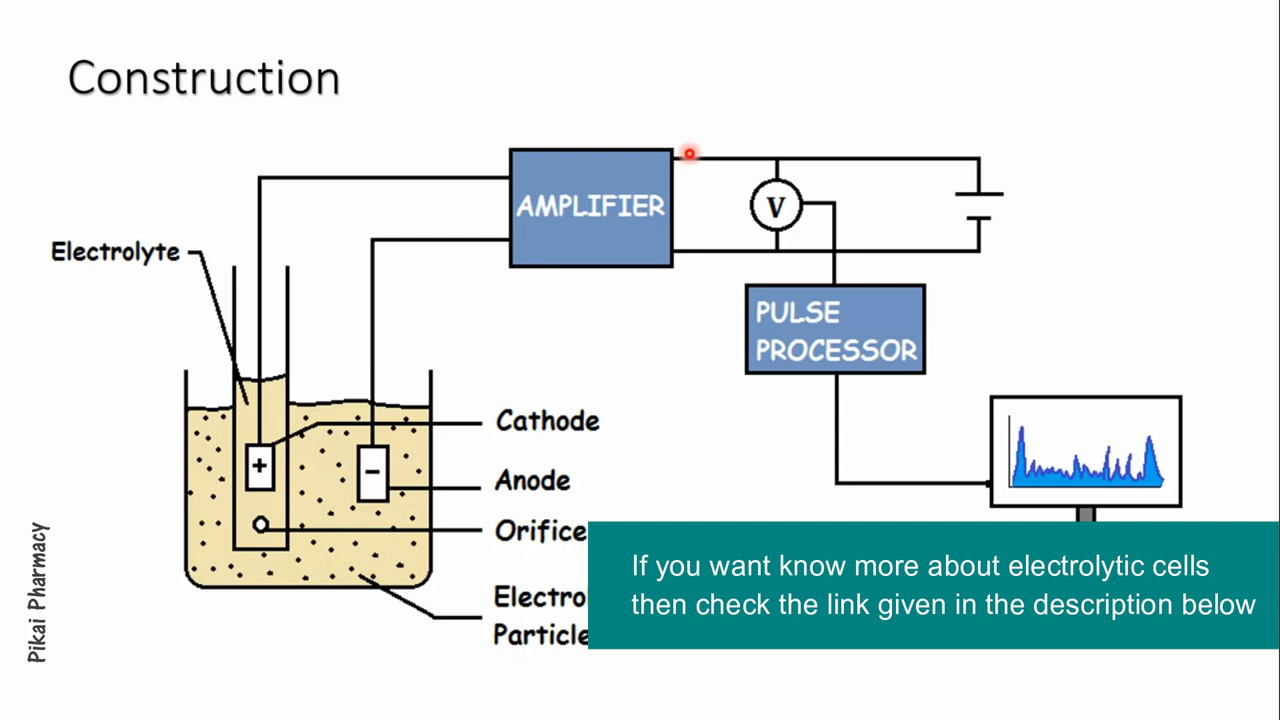 Construction
AMPLIFIER
V
Electrolyte
PULSE
PROCESSOR
Cathode
+
−
Anode
Orifice
Electro
Particle
If you want know more about electrolytic cells
then check the link given in the description below
Pikai Pharmacy